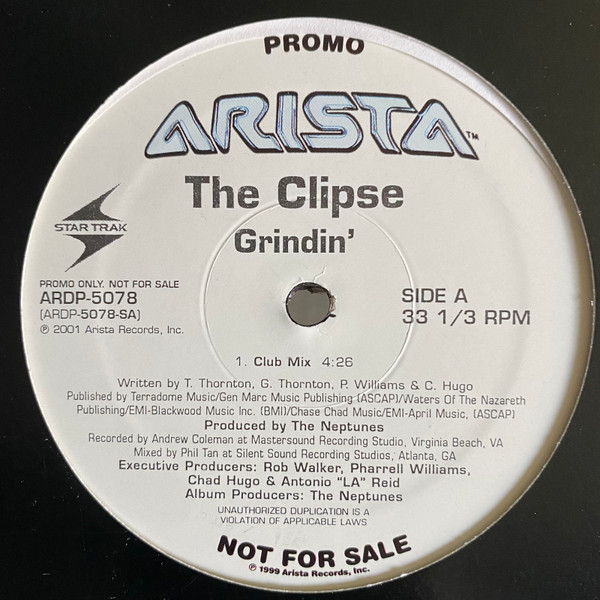 PROMO
ARISTA™
The Clipse
Grindin'
STAR TRAK
PROMO ONLY. NOT FOR SALE
ARDP-5078
(ARDP-5078-SA)
℗ 2001 Arista Records, Inc.
SIDE A
33 1/3 RPM
1. Club Mix 4:26
Written by T. Thornton, G. Thornton, P. Williams & C. Hugo
Published by Terradome Music/Gen Marc Music Publishing (ASCAP)/Waters Of The Nazareth
Publishing/EMI-Blackwood Music Inc. (BMI)/Chase Chad Music/EMI-April Music, (ASCAP)
Produced by The Neptunes
Recorded by Andrew Coleman at Mastersound Recording Studio, Virginia Beach, VA
Mixed by Phil Tan at Silent Sound Recording Studios, Atlanta, GA
Executive Producers: Rob Walker, Pharrell Williams,
Chad Hugo & Antonio "LA" Reid
Album Producers: The Neptunes
UNAUTHORIZED DUPLICATION IS A
VIOLATION OF APPLICABLE LAWS
NOT FOR SALE
℗ 1999 Arista Records, Inc.